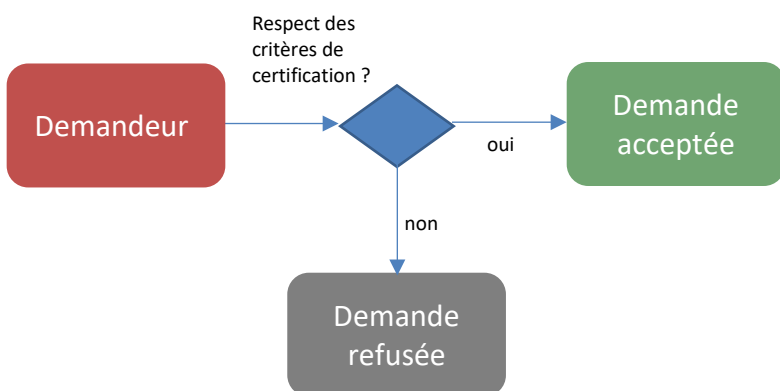 Respect des
critères de
certification ?
Demandeur
oui
Demande
acceptée
non
Demande
refusée